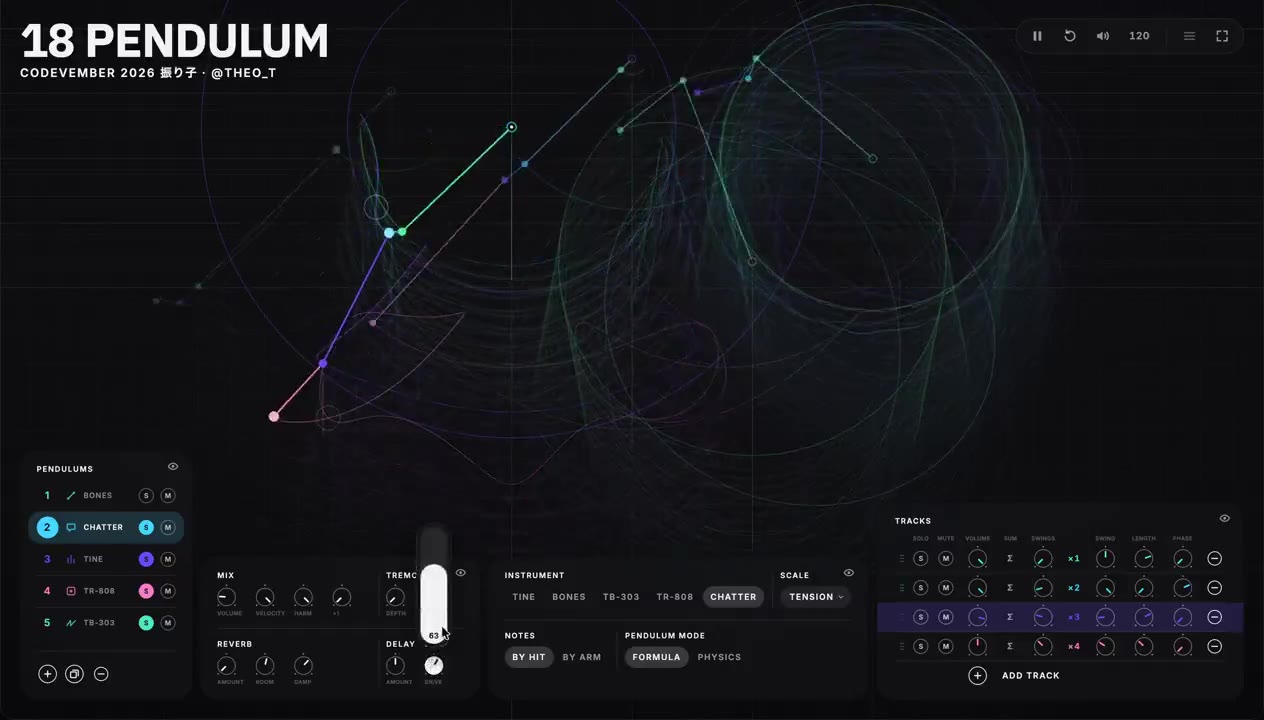 18 PENDULUM
CODEVEMBER 2026 振り子 · @THEO_T
120
PENDULUMS
1 BONES S M
2 CHATTER S M
3 TINE S M
4 TR-808 S M
5 TB-303 S M
MIX
VOLUME VELOCITY HARM
TREMO
DEPTH
63
REVERB
AMOUNT ROOM DAMP
DELAY
AMOUNT DRIVE
INSTRUMENT
TINE BONES TB-303 TR-808 CHATTER
SCALE
TENSION
NOTES
BY HIT BY ARM
PENDULUM MODE
FORMULA PHYSICS
TRACKS
SOLO MUTE VOLUME SUM SWINGS SWING LENGTH PHASE
S M Σ ×1
S M Σ ×2
S M Σ ×3
S M Σ ×4
ADD TRACK